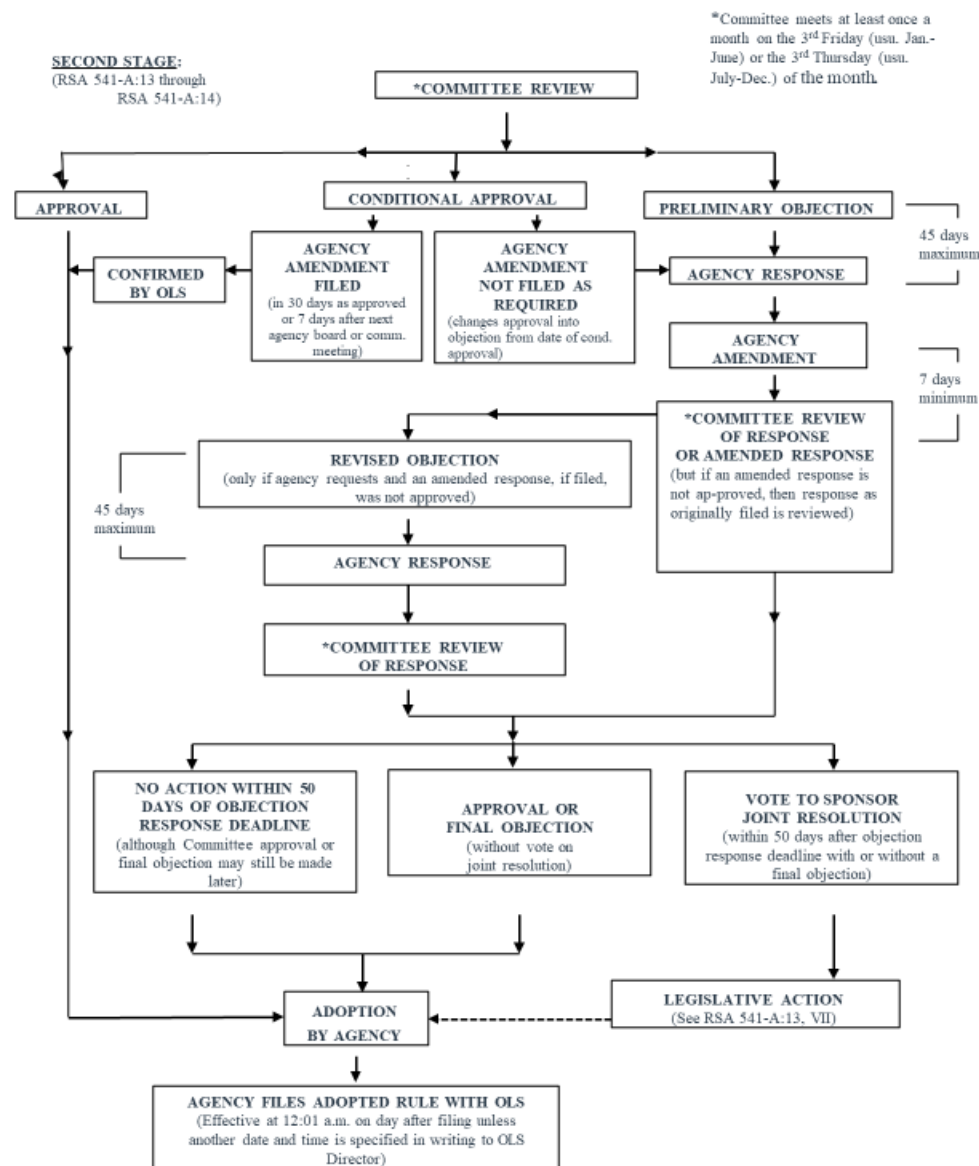 *Committee meets at least once a
month on the 3rd Friday (usu. Jan.-
June) or the 3rd Thursday (usu.
July-Dec.) of the month.
SECOND STAGE:
(RSA 541-A:13 through
RSA 541-A:14)
*COMMITTEE REVIEW
APPROVAL
CONDITIONAL APPROVAL
PRELIMINARY OBJECTION
45 days
maximum
CONFIRMED
BY OLS
AGENCY
AMENDMENT
FILED
(in 30 days as approved
or 7 days after next
agency board or comm.
meeting)
AGENCY
AMENDMENT
NOT FILED AS
REQUIRED
(changes approval into
objection from date of cond.
approval)
AGENCY RESPONSE
AGENCY
AMENDMENT
7 days
minimum
*COMMITTEE REVIEW
OF RESPONSE
OR AMENDED RESPONSE
(but if an amended response is
not ap-proved, then response as
originally filed is reviewed)
REVISED OBJECTION
(only if agency requests and an amended response, if filed,
was not approved)
45 days
maximum
AGENCY RESPONSE
*COMMITTEE REVIEW
OF RESPONSE
NO ACTION WITHIN 50
DAYS OF OBJECTION
RESPONSE DEADLINE
(although Committee approval or
final objection may still be made
later)
APPROVAL OR
FINAL OBJECTION
(without vote on
joint resolution)
VOTE TO SPONSOR
JOINT RESOLUTION
(within 50 days after objection
response deadline with or without a
final objection)
ADOPTION
BY AGENCY
LEGISLATIVE ACTION
(See RSA 541-A:13, VII)
AGENCY FILES ADOPTED RULE WITH OLS
(Effective at 12:01 a.m. on day after filing unless
another date and time is specified in writing to OLS
Director)